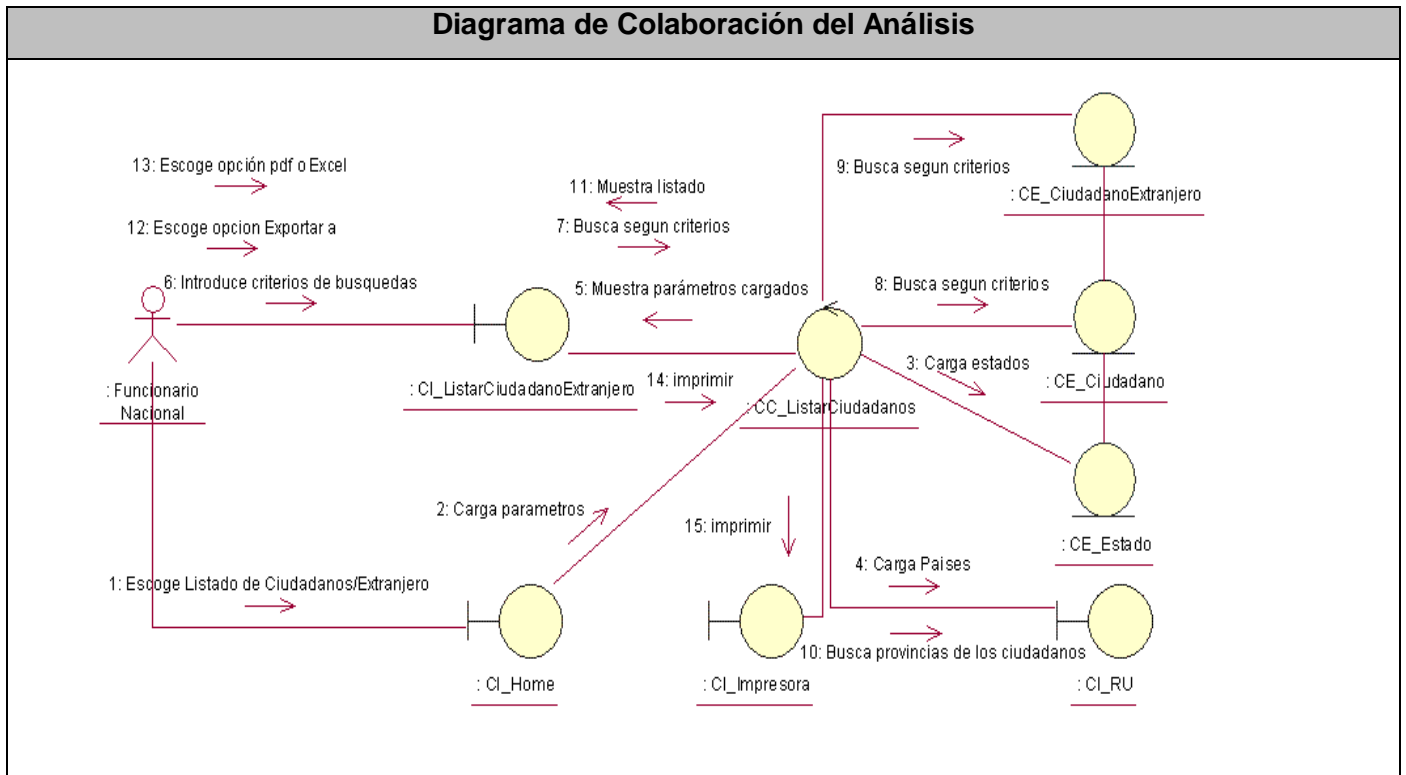 Diagrama de Colaboración del Análisis
13: Escoge opción pdf o Excel
12: Escoge opcion Exportar a
6: Introduce criterios de busquedas
11: Muestra listado
7: Busca segun criterios
5: Muestra parámetros cargados
9: Busca segun criterios
: CE_CiudadanoExtranjero
8: Busca segun criterios
3: Carga estados
: CE_Ciudadano
: Funcionario
Nacional
: CI_ListarCiudadanoExtranjero
14: imprimir
: CC_ListarCiudadanos
2: Carga parametros
15: imprimir
: CE_Estado
4: Carga Paises
1: Escoge Listado de Ciudadanos/Extranjero
10: Busca provincias de los ciudadanos
: CI_Home
: CI_Impresora
: CI_RU